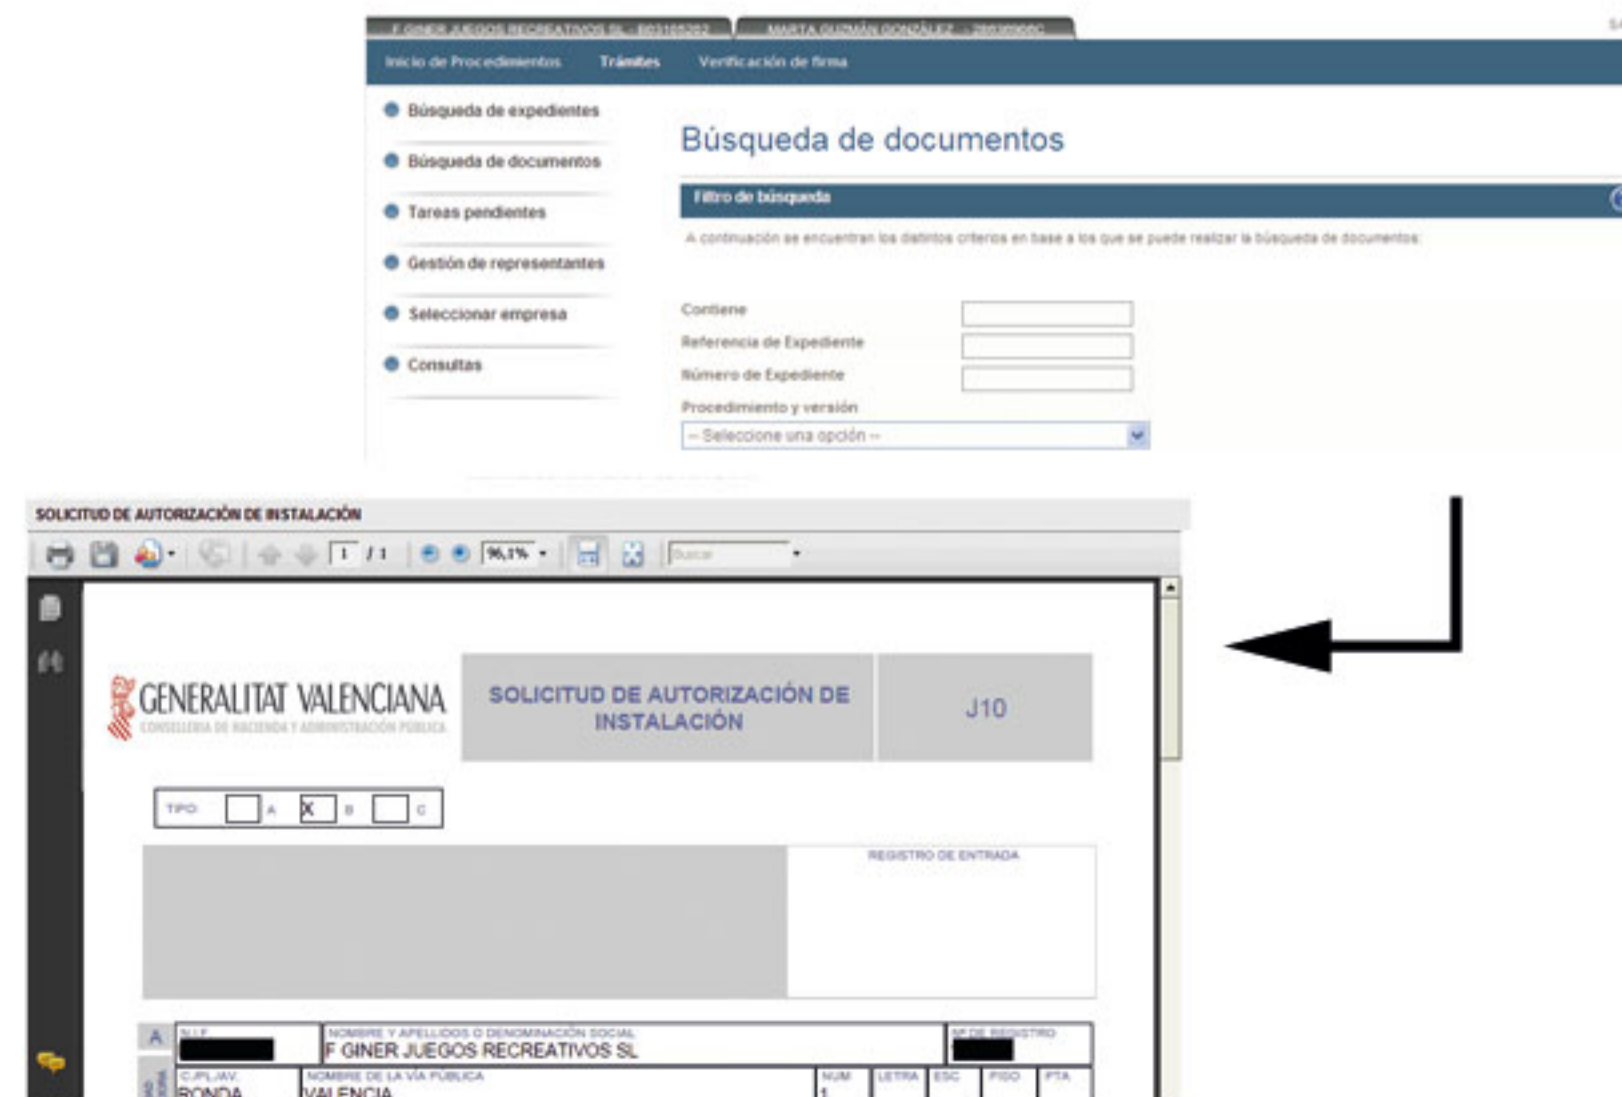 F GINER JUEGOS RECREATIVOS SL - MARTA GUZMÁN GONZÁLEZ -
Inicio de Procedimientos Trámites Verificación de firma
Búsqueda de expedientes
Búsqueda de documentos
Tareas pendientes
Gestión de representantes
Seleccionar empresa
Consultas
Búsqueda de documentos
Filtro de búsqueda
A continuación se encuentran los distintos criterios en base a los que se puede realizar la búsqueda de documentos:
Contiene
Referencia de Expediente
Número de Expediente
Procedimiento y versión
-- Seleccione una opción --
SOLICITUD DE AUTORIZACIÓN DE INSTALACIÓN
1 / 1 96,1% Buscar
GENERALITAT VALENCIANA
CONSELLERIA DE HACIENDA Y ADMINISTRACIÓN PÚBLICA
SOLICITUD DE AUTORIZACIÓN DE
INSTALACIÓN
J10
TIPO A X B C
REGISTRO DE ENTRADA
A N.I.F. NOMBRE Y APELLIDOS O DENOMINACIÓN SOCIAL Nº DE REGISTRO
F GINER JUEGOS RECREATIVOS SL
C./PL./AV. NOMBRE DE LA VÍA PÚBLICA NUM LETRA ESC PISO PTA
RONDA VALENCIA 1